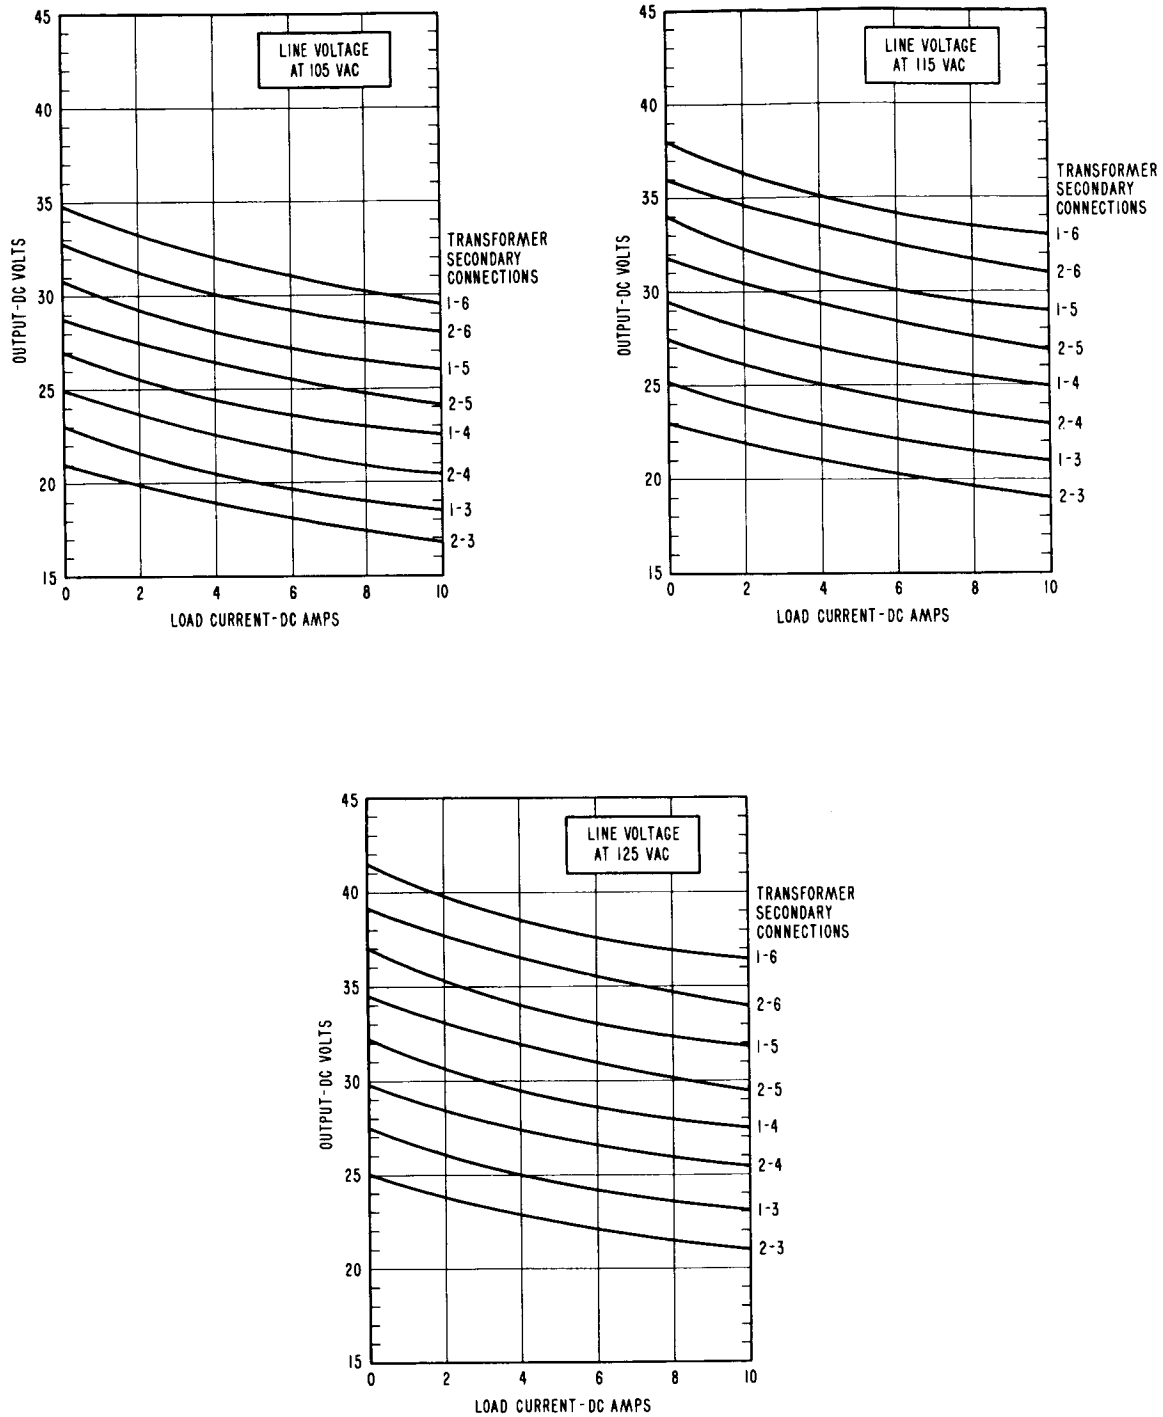 LINE VOLTAGE
AT 105 VAC
45
40
35
30
25
20
15
OUTPUT-DC VOLTS
TRANSFORMER
SECONDARY
CONNECTIONS
1-6
2-6
1-5
2-5
1-4
2-4
1-3
2-3
0 2 4 6 8 10
LOAD CURRENT-DC AMPS
LINE VOLTAGE
AT 115 VAC
45
40
35
30
25
20
15
OUTPUT-DC VOLTS
TRANSFORMER
SECONDARY
CONNECTIONS
1-6
2-6
1-5
2-5
1-4
2-4
1-3
2-3
0 2 4 6 8 10
LOAD CURRENT-DC AMPS
LINE VOLTAGE
AT 125 VAC
45
40
35
30
25
20
15
OUTPUT-DC VOLTS
TRANSFORMER
SECONDARY
CONNECTIONS
1-6
2-6
1-5
2-5
1-4
2-4
1-3
2-3
0 2 4 6 8 10
LOAD CURRENT-DC AMPS